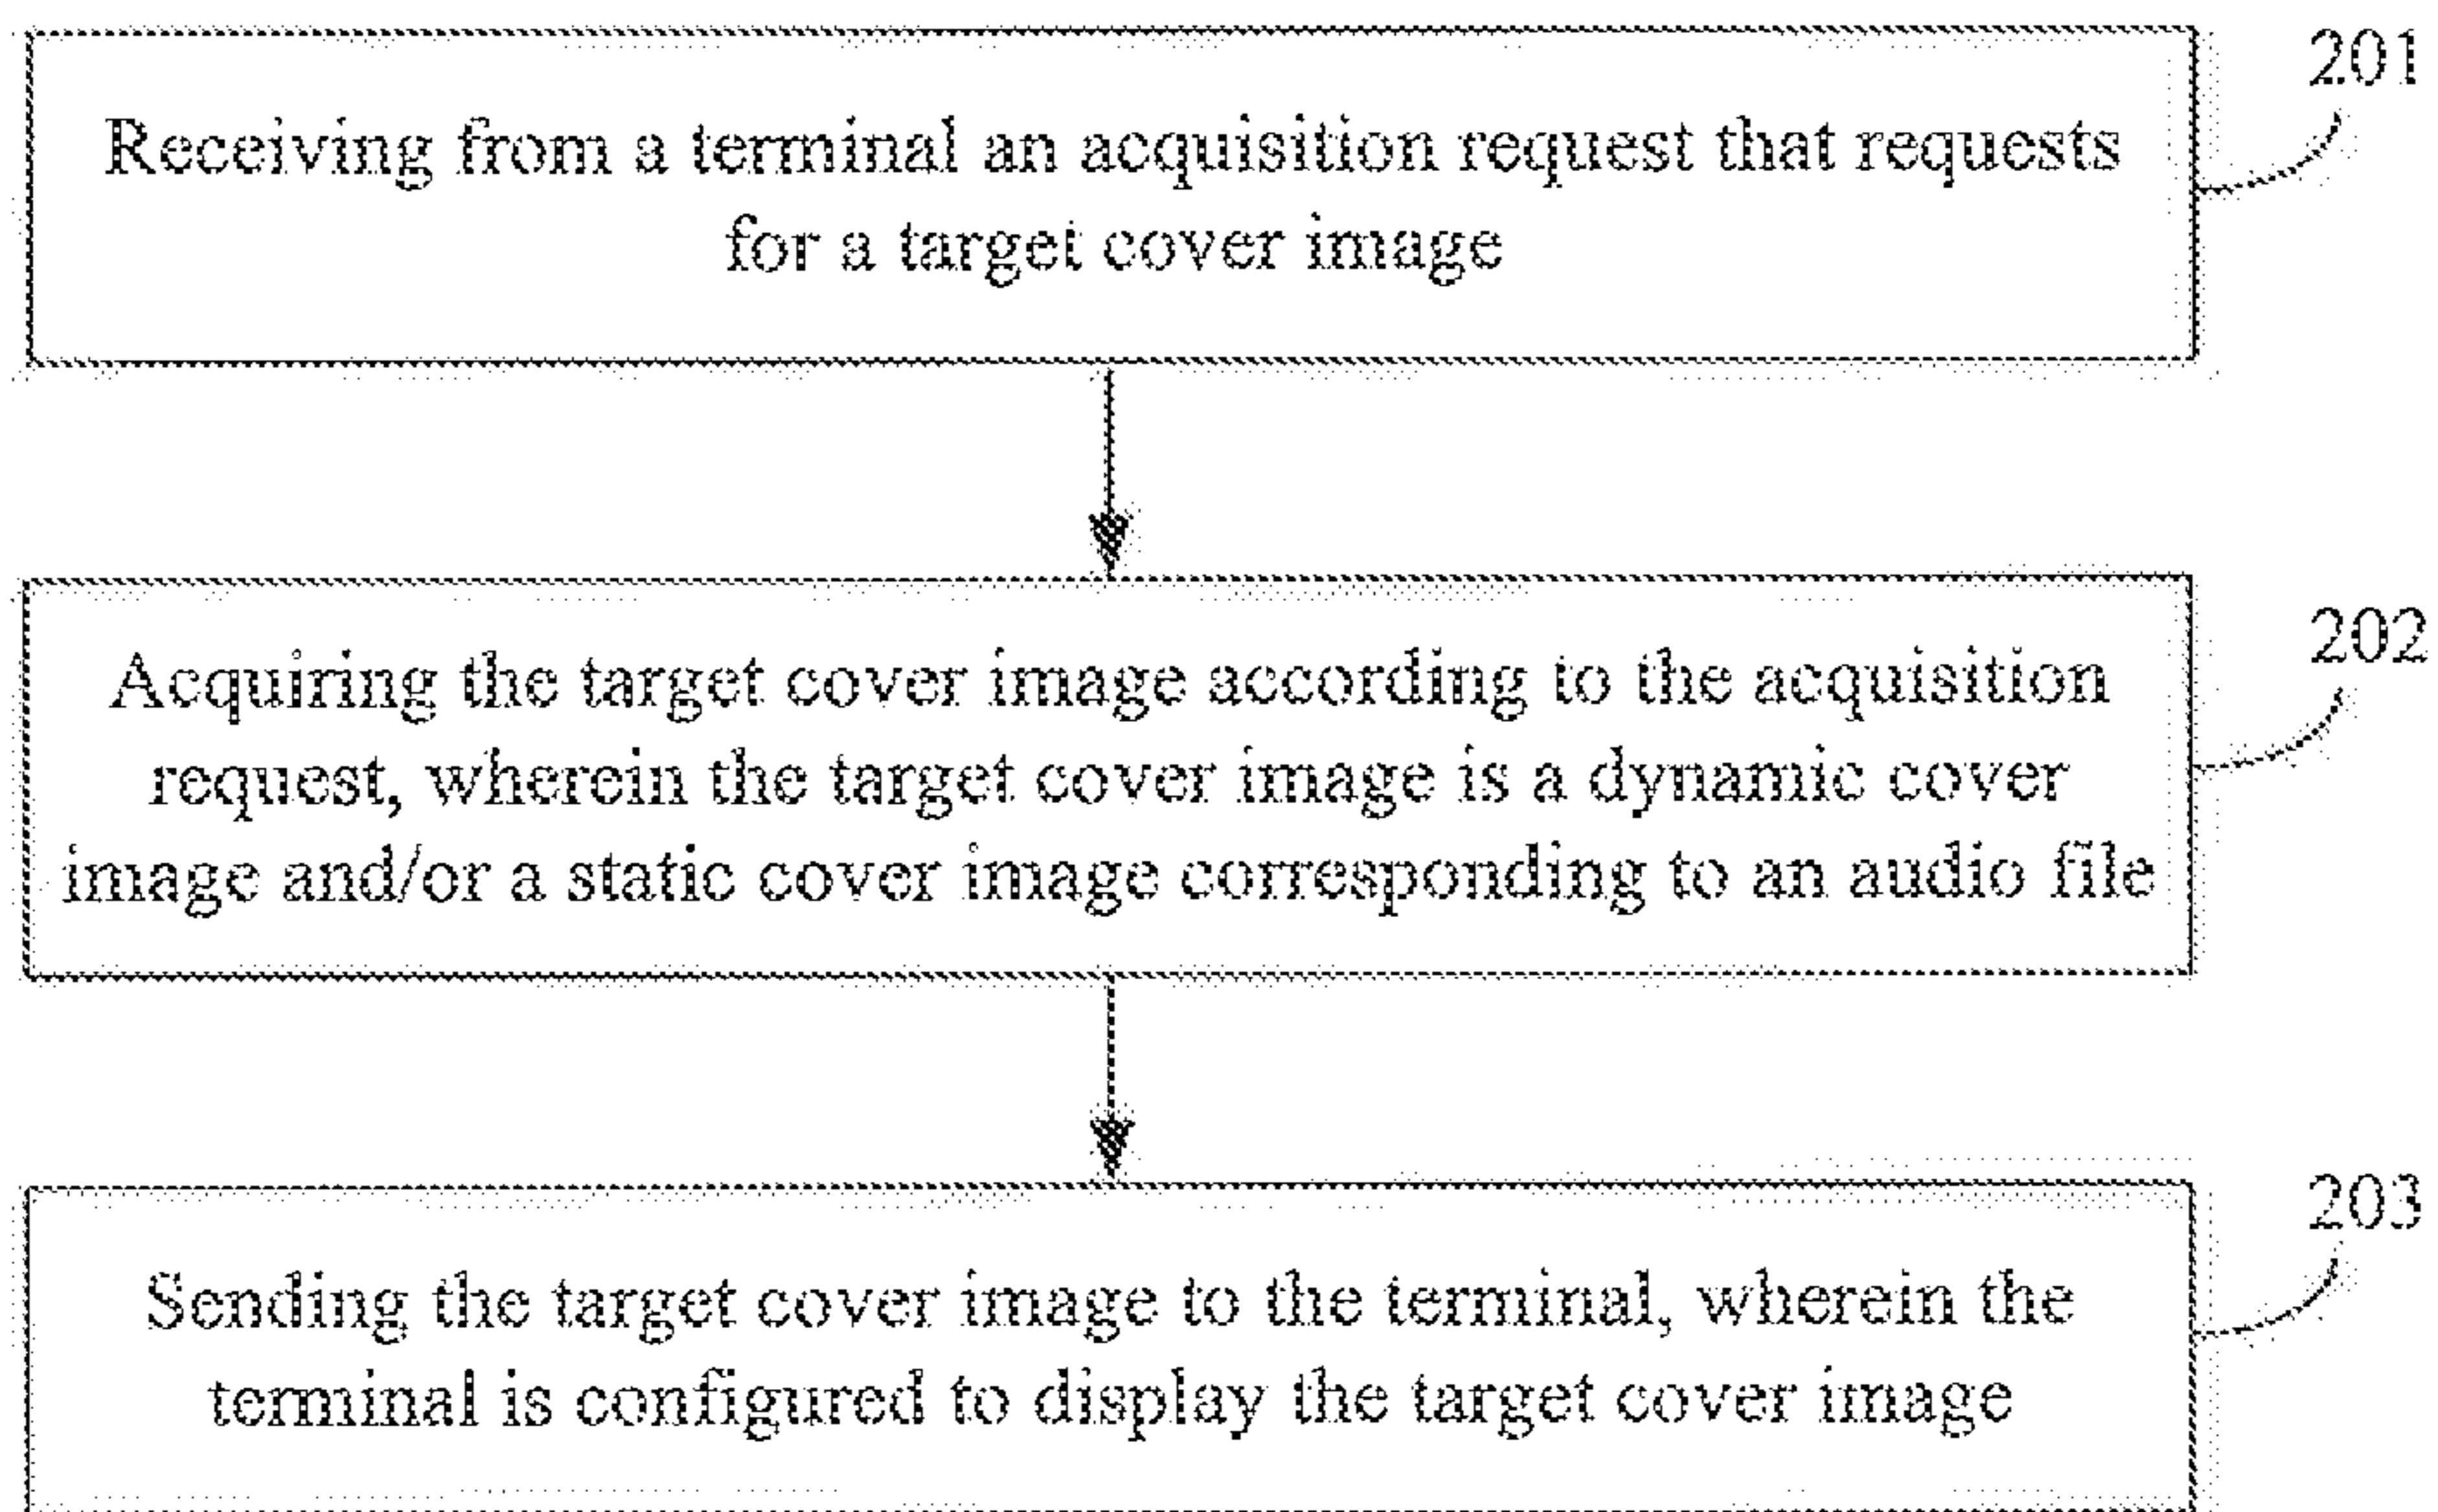 201
Receiving from a terminal an acquisition request that requests
for a target cover image
202
Acquiring the target cover image according to the acquisition
request, wherein the target cover image is a dynamic cover
image and/or a static cover image corresponding to an audio file
203
Sending the target cover image to the terminal, wherein the
terminal is configured to display the target cover image